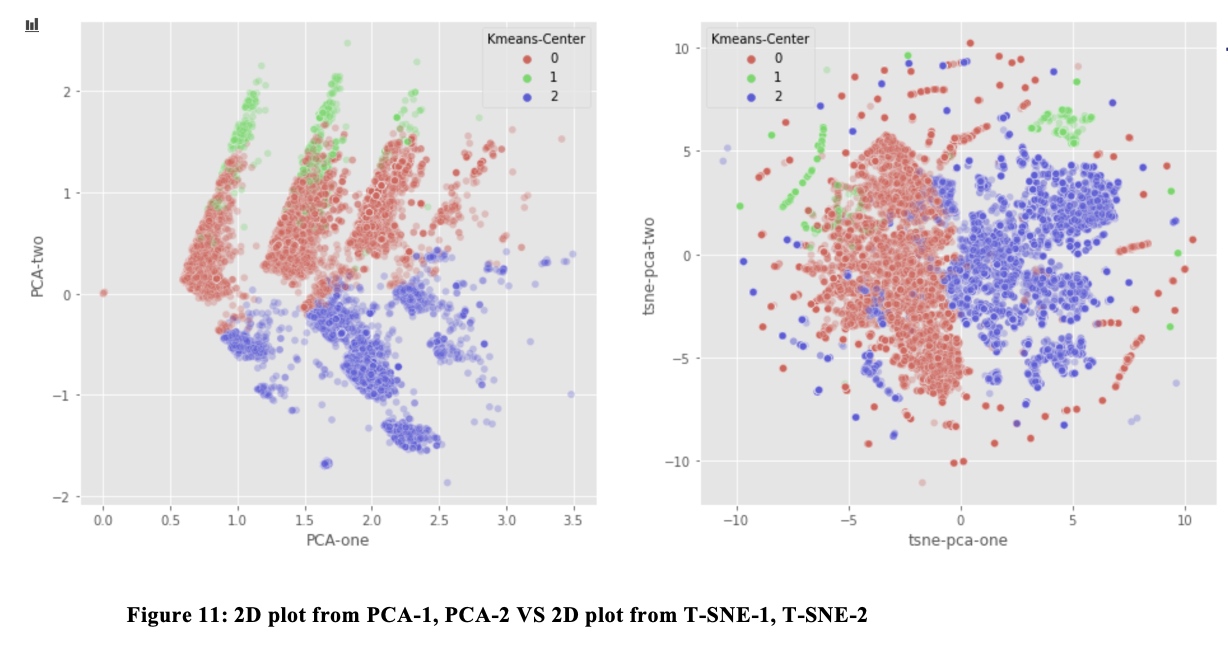 Kmeans-Center
0
1
2
2
1
0
−1
−2
PCA-two
0.0 0.5 1.0 1.5 2.0 2.5 3.0 3.5
PCA-one
Kmeans-Center
0
1
2
10
5
0
−5
−10
tsne-pca-two
−10 −5 0 5 10
tsne-pca-one
Figure 11: 2D plot from PCA-1, PCA-2 VS 2D plot from T-SNE-1, T-SNE-2